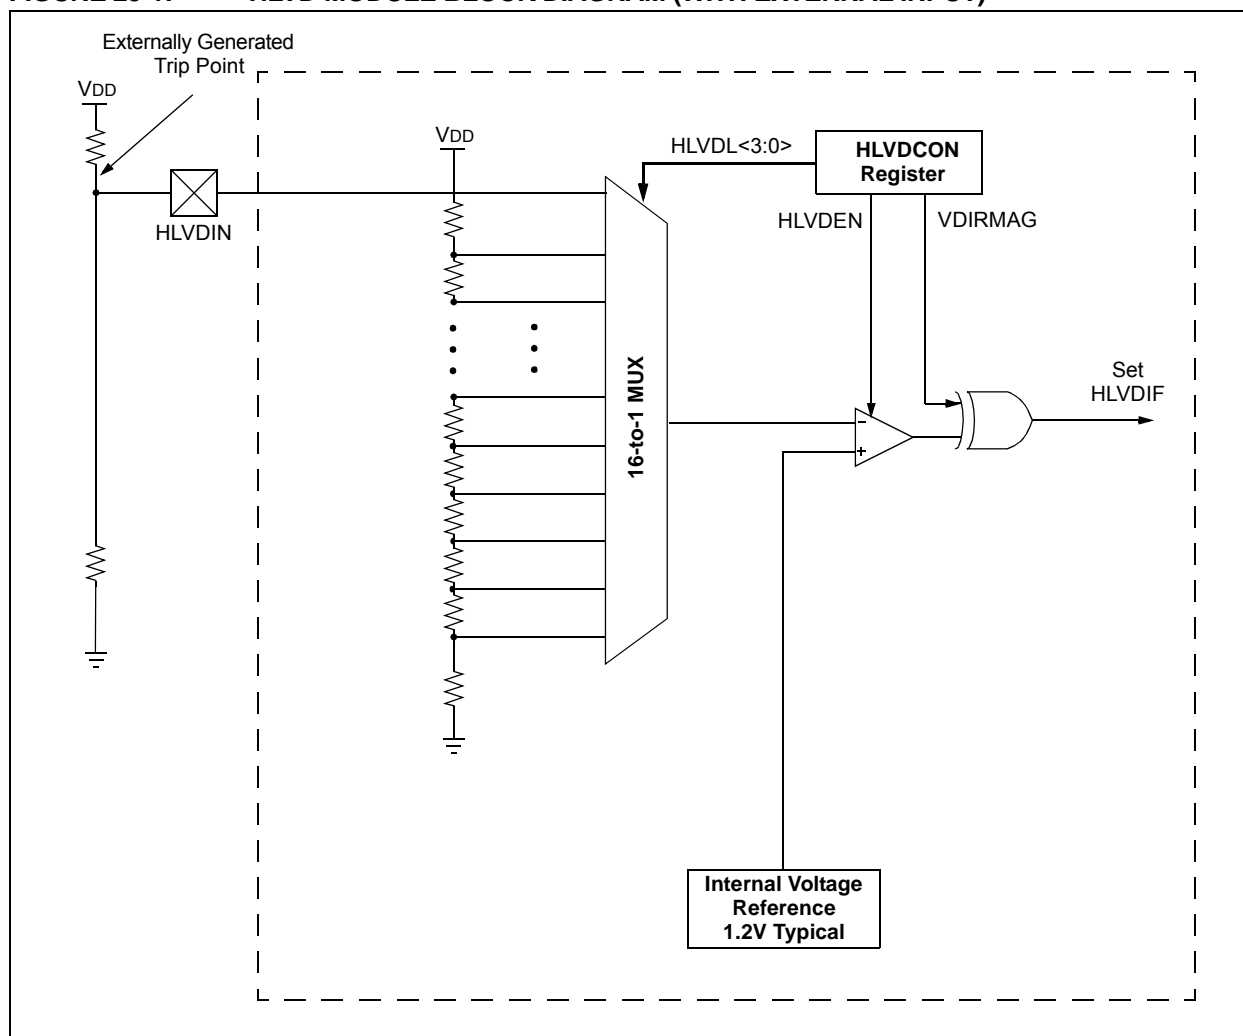 Externally Generated
Trip Point
VDD
VDD
HLVDL<3:0>
HLVDCON
Register
HLVDEN
VDIRMAG
HLVDIN
16-to-1 MUX
Set
HLVDIF
–
+
Internal Voltage
Reference
1.2V Typical